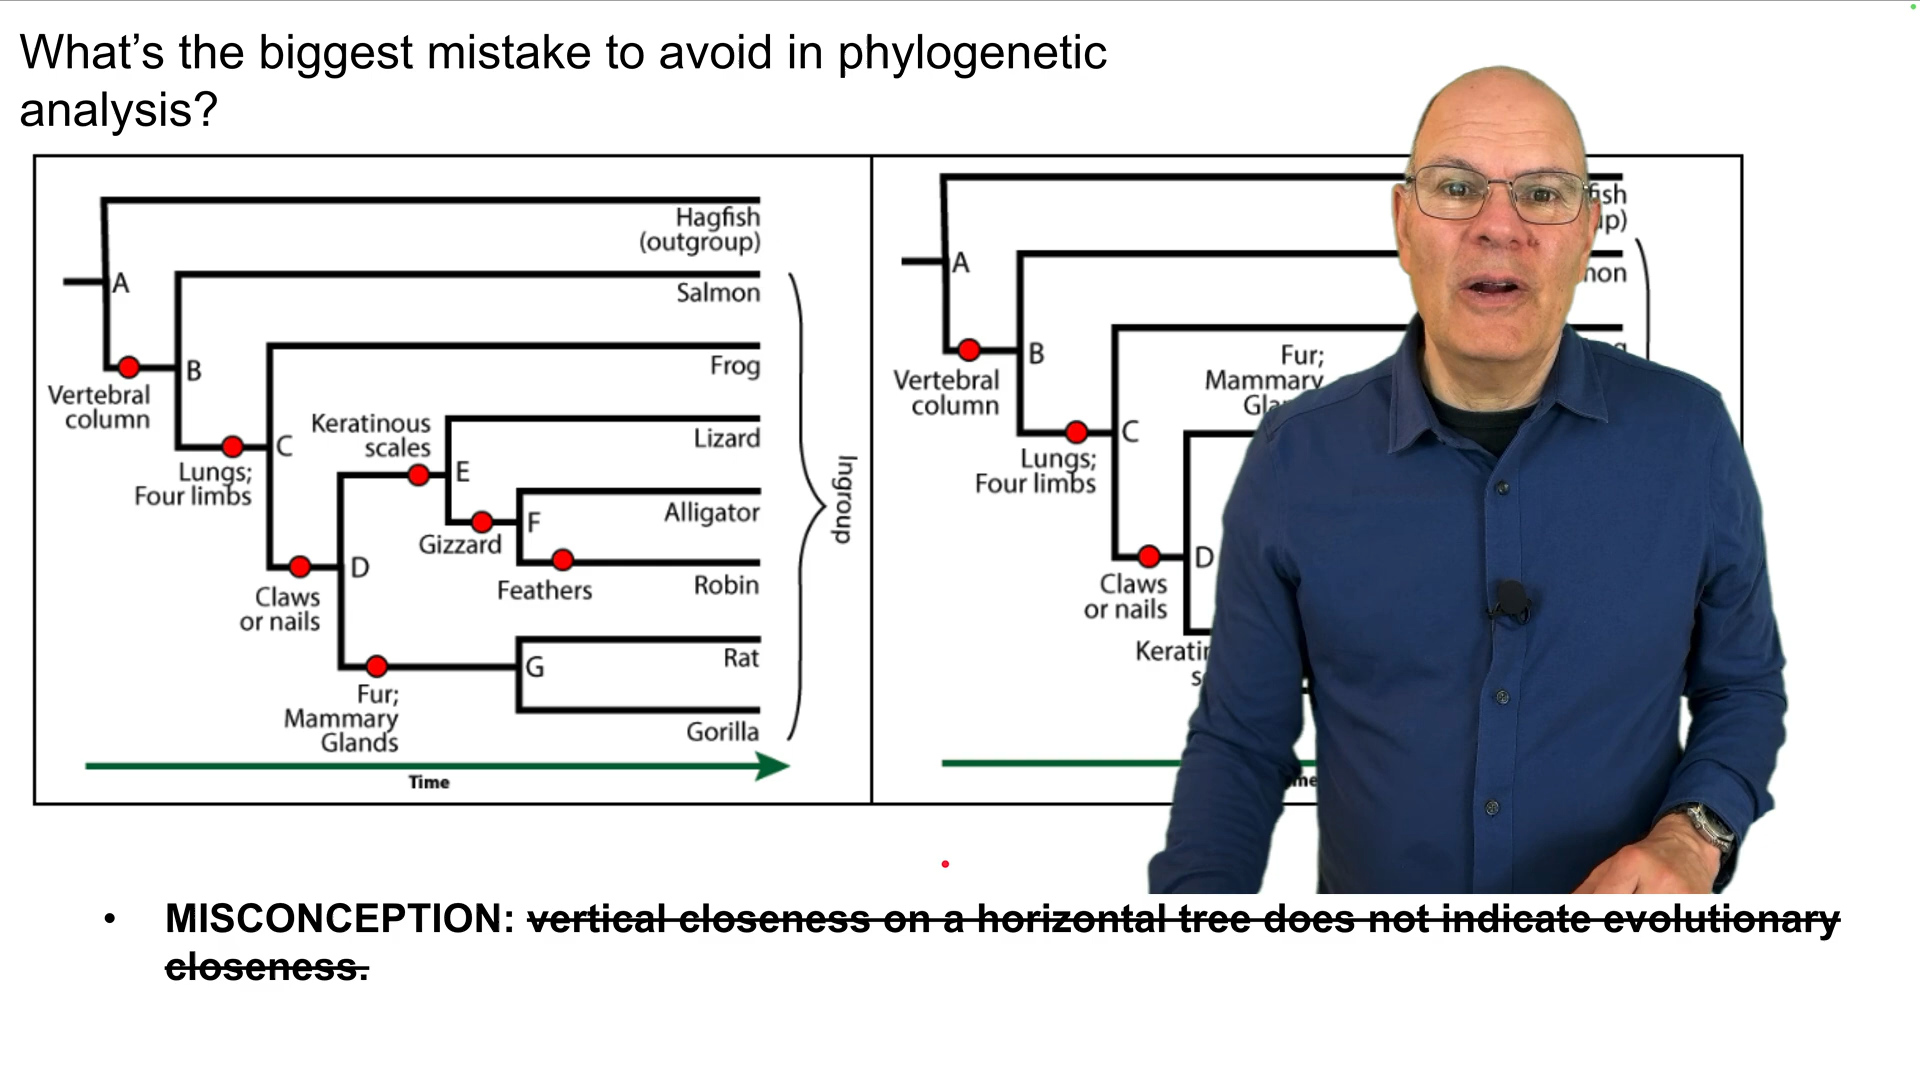 What's the biggest mistake to avoid in phylogenetic
analysis?
Hagfish
(outgroup)
A
Salmon
B
Vertebral
column
Frog
Keratinous
scales
Lizard
C
E
Lungs;
Four limbs
Alligator
F
Gizzard
D
Feathers
Robin
Claws
or nails
Rat
G
Fur;
Mammary
Glands
Gorilla
Ingroup
Time
A
B
Vertebral
column
Fur;
Mammary
C
Lungs;
Four limbs
D
Claws
or nails
• MISCONCEPTION: vertical closeness on a horizontal tree does not indicate evolutionary
closeness.